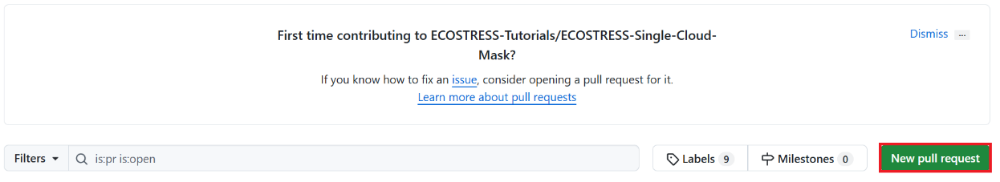 First time contributing to ECOSTRESS-Tutorials/ECOSTRESS-Single-Cloud-
Mask?
Dismiss ...
If you know how to fix an issue, consider opening a pull request for it.
Learn more about pull requests
Filters is:pr is:open Labels 9 Milestones 0 New pull request